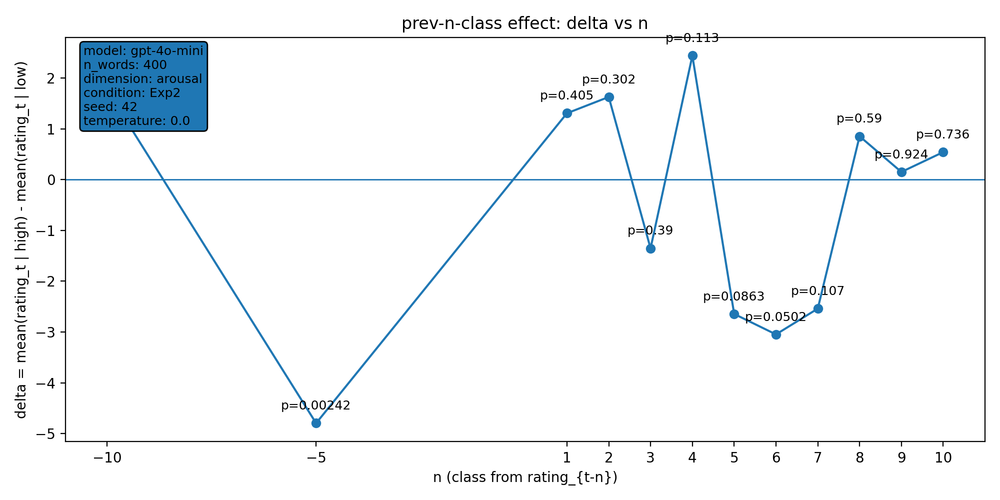 prev-n-class effect: delta vs n
model: gpt-4o-mini
n_words: 400
dimension: arousal
condition: Exp2
seed: 42
temperature: 0.0
p=0.00242
p=0.405
p=0.302
p=0.39
p=0.113
p=0.0863
p=0.0502
p=0.107
p=0.59
p=0.924
p=0.736
delta = mean(rating_t | high) - mean(rating_t | low)
2
1
0
−1
−2
−3
−4
−5
−10 −5 1 2 3 4 5 6 7 8 9 10
n (class from rating_{t-n})